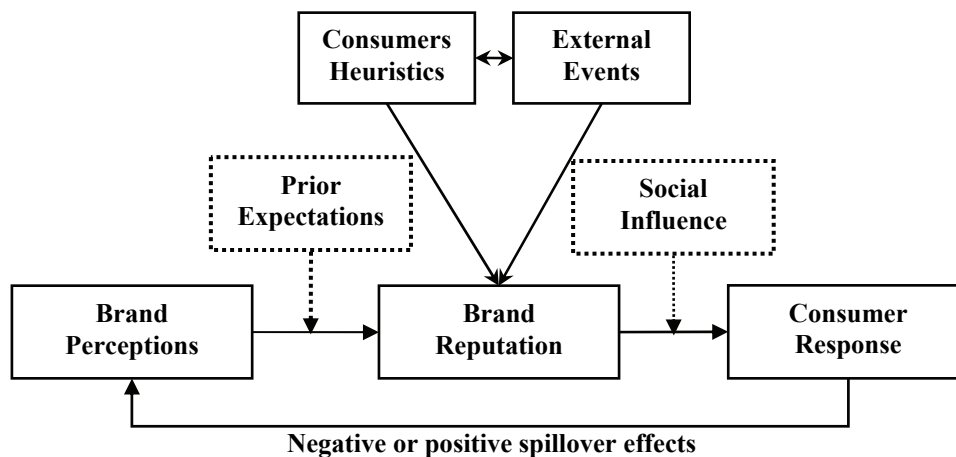 Consumers
Heuristics
External
Events
Prior
Expectations
Social
Influence
Brand
Perceptions
Brand
Reputation
Consumer
Response
Negative or positive spillover effects